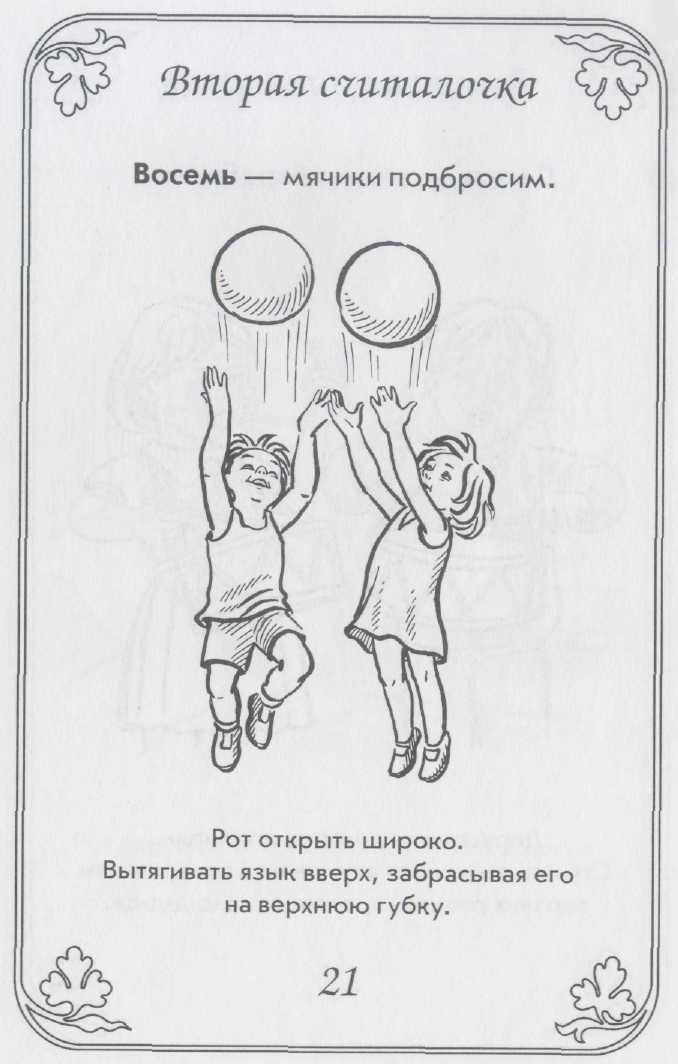 Вторая считалочка
Восемь — мячики подбросим.
Рот открыть широко.
Вытягивать язык вверх, забрасывая его
на верхнюю губку.
21